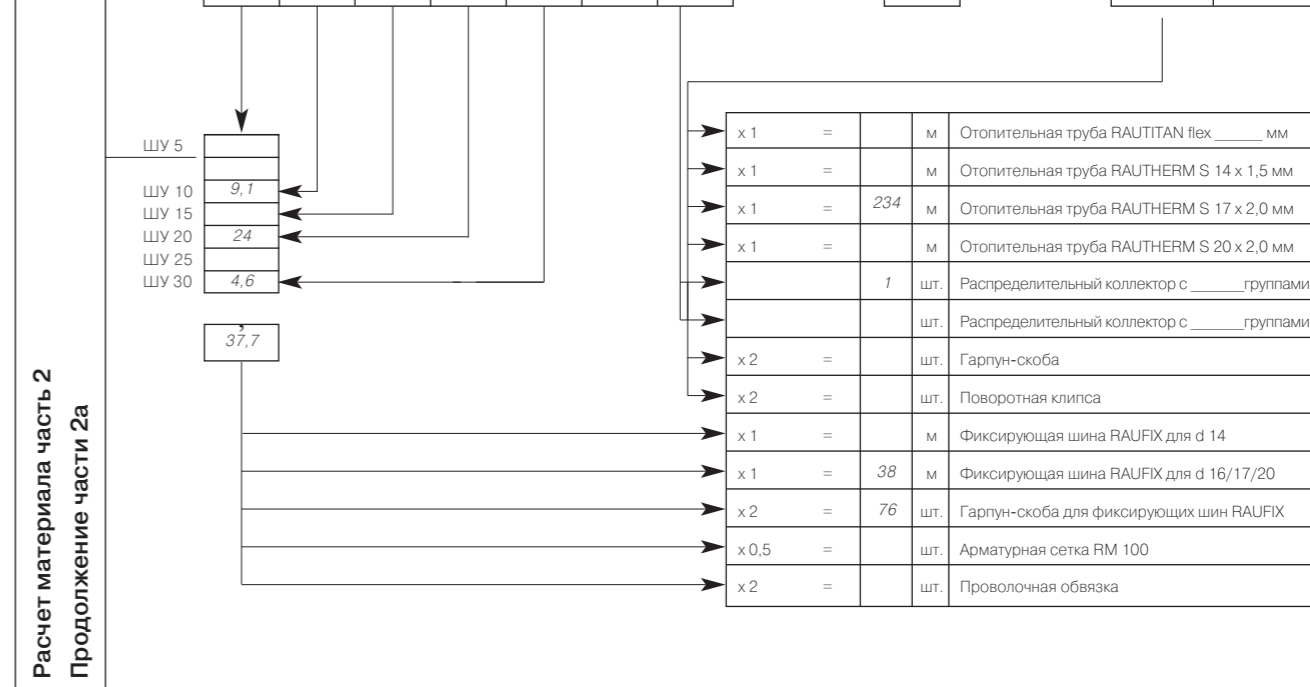 Расчет материала часть 2
Продолжение части 2а
ШУ 5
ШУ 10 9,1
ШУ 15
ШУ 20 24
ШУ 25
ШУ 30 4,6
37,7
x 1 = м Отопительная труба RAUTITAN flex ______ мм
x 1 = м Отопительная труба RAUTHERM S 14 x 1,5 мм
x 1 = 234 м Отопительная труба RAUTHERM S 17 x 2,0 мм
x 1 = м Отопительная труба RAUTHERM S 20 x 2,0 мм
1 шт. Распределительный коллектор с _______группами
шт. Распределительный коллектор с _______группами
x 2 = шт. Гарпун-скоба
x 2 = шт. Поворотная клипса
x 1 = м Фиксирующая шина RAUFIX для d 14
x 1 = 38 м Фиксирующая шина RAUFIX для d 16/17/20
x 2 = 76 шт. Гарпун-скоба для фиксирующих шин RAUFIX
x 0,5 = шт. Арматурная сетка RM 100
x 2 = шт. Проволочная обвязка